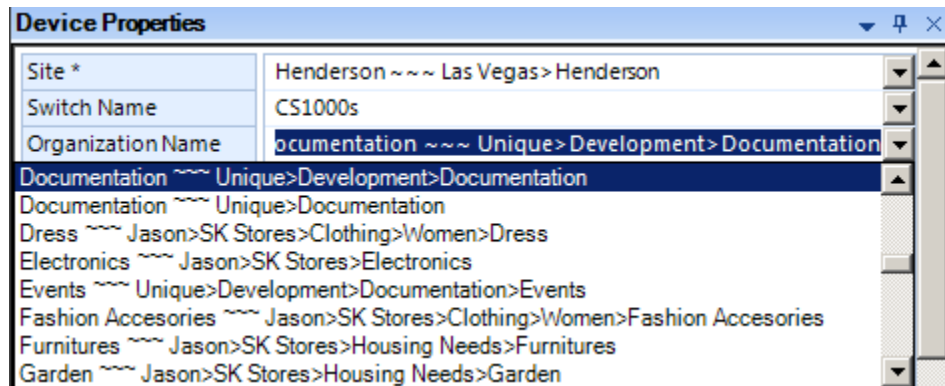 Device Properties
Site * Henderson ~~~ Las Vegas>Henderson
Switch Name CS1000s
Organization Name ocumentation ~~~ Unique>Development>Documentation
Documentation ~~~ Unique>Development>Documentation
Documentation ~~~ Unique>Documentation
Dress ~~~ Jason>SK Stores>Clothing>Women>Dress
Electronics ~~~ Jason>SK Stores>Electronics
Events ~~~ Unique>Development>Documentation>Events
Fashion Accesories ~~~ Jason>SK Stores>Clothing>Women>Fashion Accesories
Furnitures ~~~ Jason>SK Stores>Housing Needs>Furnitures
Garden ~~~ Jason>SK Stores>Housing Needs>Garden